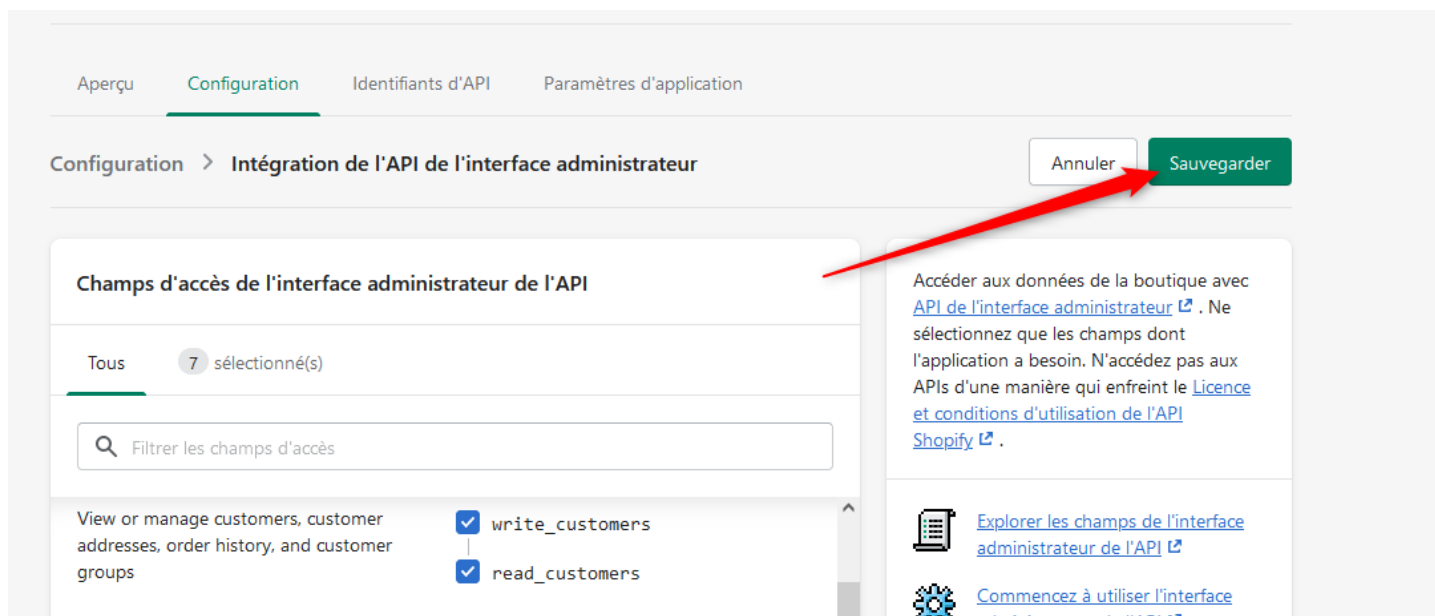 Aperçu Configuration Identifiants d'API Paramètres d'application
Configuration > Intégration de l'API de l'interface administrateur
Annuler Sauvegarder
Champs d'accès de l'interface administrateur de l'API
Tous 7 sélectionné(s)
Filtrer les champs d'accès
View or manage customers, customer
addresses, order history, and customer
groups
write_customers
read_customers
Accéder aux données de la boutique avec
API de l'interface administrateur . Ne
sélectionnez que les champs dont
l'application a besoin. N'accédez pas aux
APIs d'une manière qui enfreint le Licence
et conditions d'utilisation de l'API
Shopify .
Explorer les champs de l'interface
administrateur de l'API
Commencez à utiliser l'interface